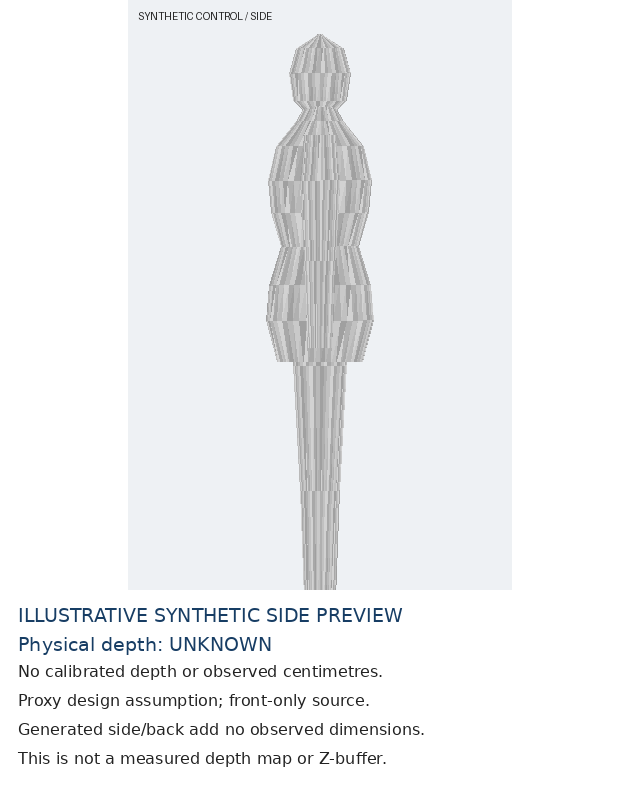 SYNTHETIC CONTROL / SIDE
ILLUSTRATIVE SYNTHETIC SIDE PREVIEW
Physical depth: UNKNOWN
No calibrated depth or observed centimetres.
Proxy design assumption; front-only source.
Generated side/back add no observed dimensions.
This is not a measured depth map or Z-buffer.